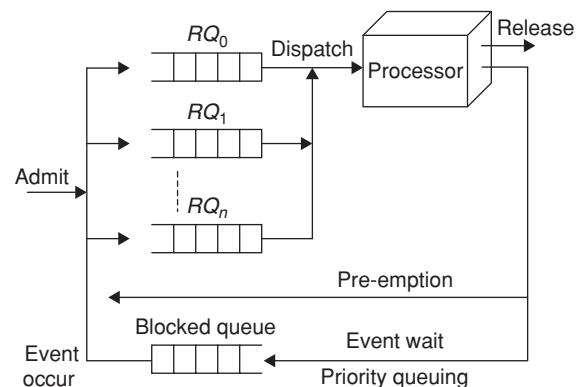 RQ0
Dispatch
Release
Processor
RQ1
Admit
RQn
Pre-emption
Blocked queue
Event wait
Event
occur
Priority queuing